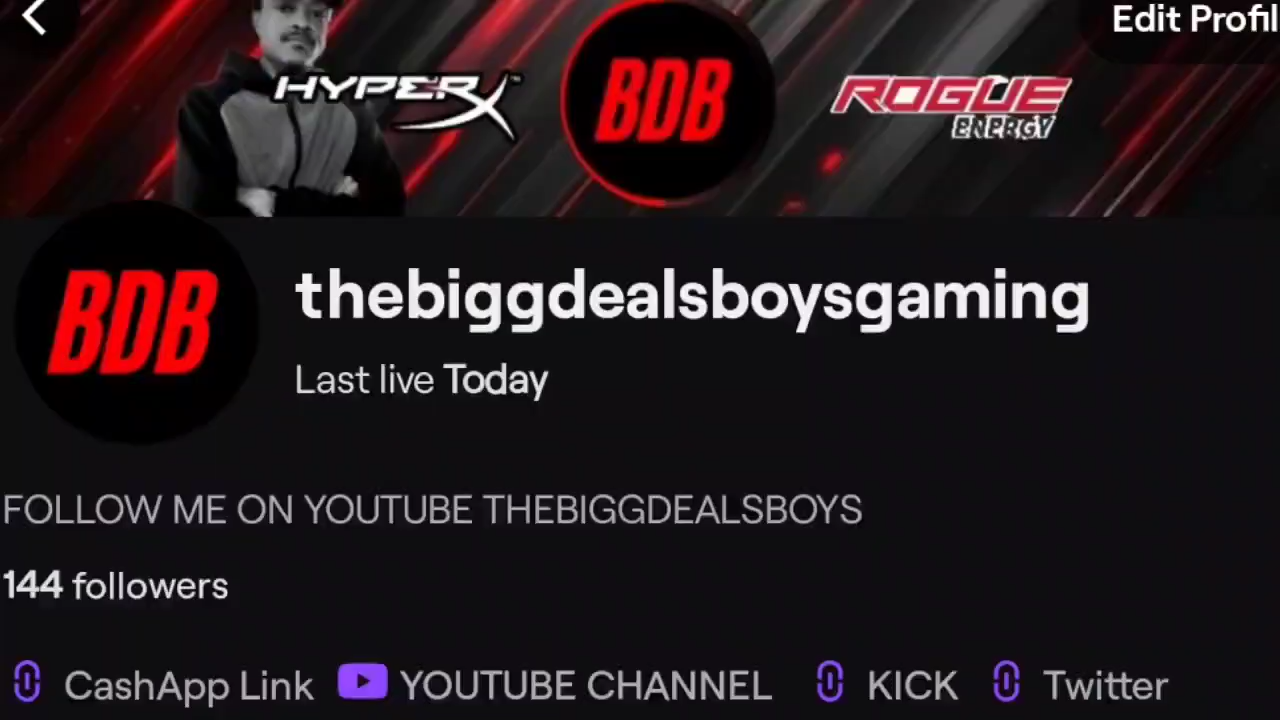 Edit Profil
HYPERX™
BDB
ROGUE
ENERGY
BDB
thebiggdealsboysgaming
Last live Today
FOLLOW ME ON YOUTUBE THEBIGGDEALSBOYS
144 followers
CashApp Link YOUTUBE CHANNEL KICK Twitter